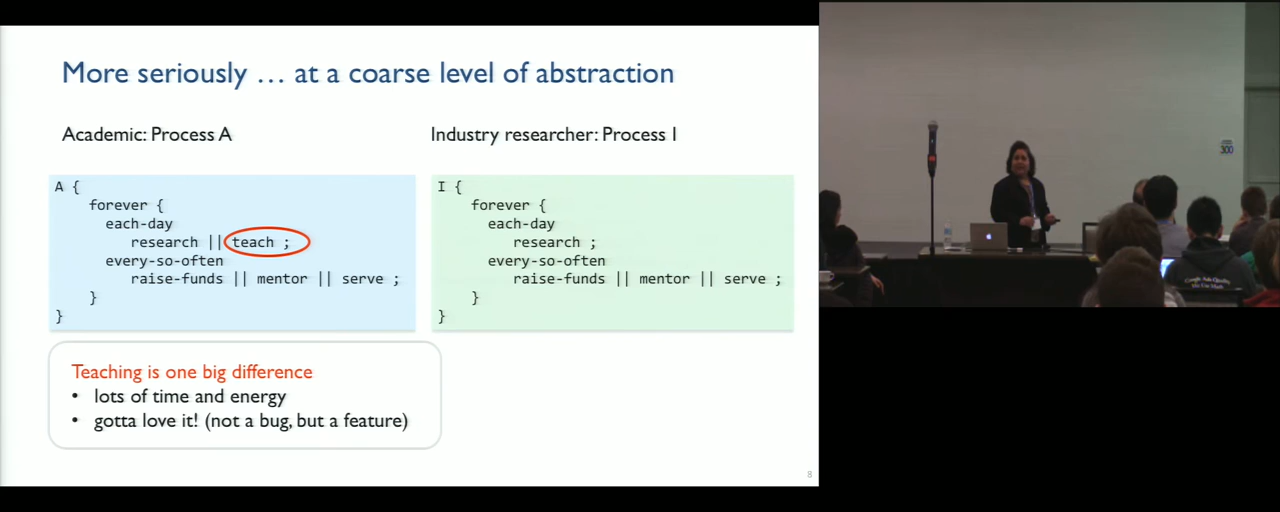 More seriously … at a coarse level of abstraction
Academic: Process A
Industry researcher: Process I
A {
forever {
each-day
research || teach ;
every-so-often
raise-funds || mentor || serve ;
}
}
I {
forever {
each-day
research ;
every-so-often
raise-funds || mentor || serve ;
}
}
Teaching is one big difference
• lots of time and energy
• gotta love it! (not a bug, but a feature)
8
300